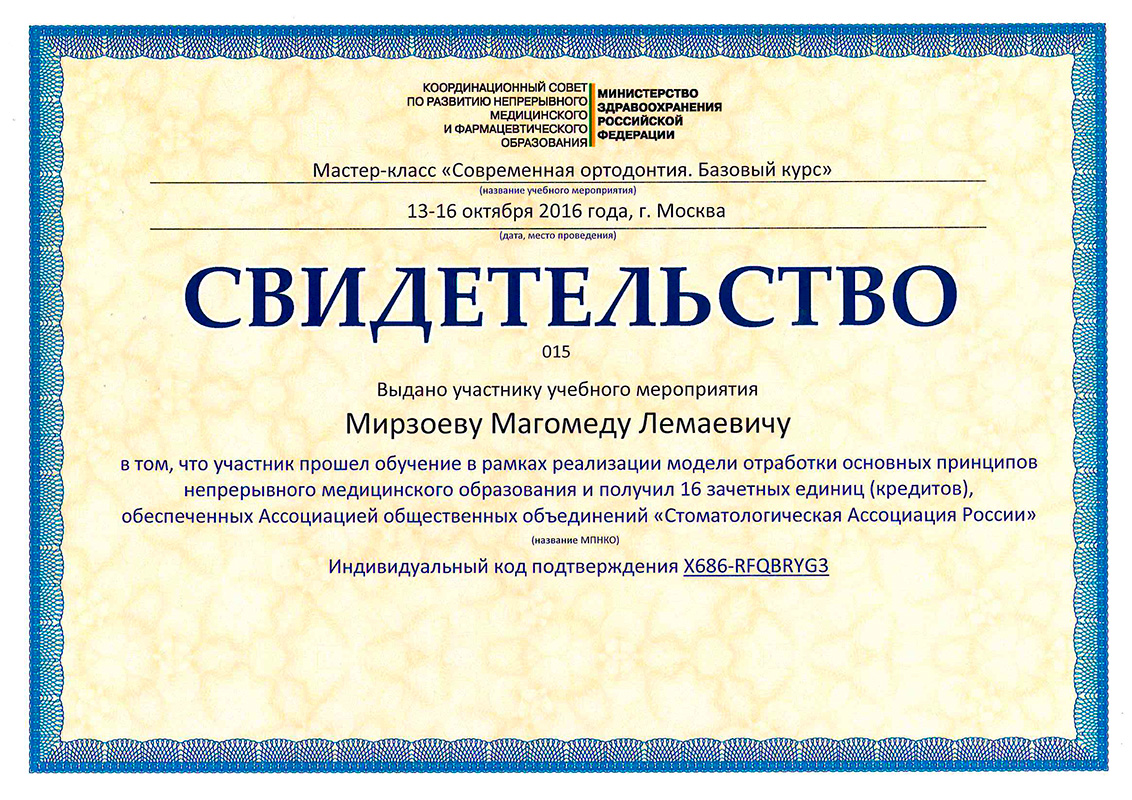 КООРДИНАЦИОННЫЙ СОВЕТ
ПО РАЗВИТИЮ НЕПРЕРЫВНОГО
МЕДИЦИНСКОГО
И ФАРМАЦЕВТИЧЕСКОГО
ОБРАЗОВАНИЯ
МИНИСТЕРСТВО
ЗДРАВООХРАНЕНИЯ
РОССИЙСКОЙ
ФЕДЕРАЦИИ
Мастер-класс «Современная ортодонтия. Базовый курс»
(название учебного мероприятия)
13-16 октября 2016 года, г. Москва
(дата, место проведения)
СВИДЕТЕЛЬСТВО
015
Выдано участнику учебного мероприятия
Мирзоеву Магомеду Лемаевичу
в том, что участник прошел обучение в рамках реализации модели отработки основных принципов
непрерывного медицинского образования и получил 16 зачетных единиц (кредитов),
обеспеченных Ассоциацией общественных объединений «Стоматологическая Ассоциация России»
(название МПНКО)
Индивидуальный код подтверждения X686-RFQBRYG3